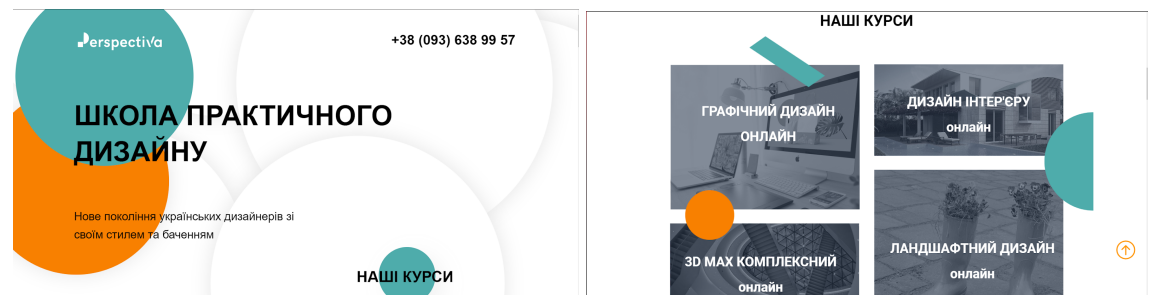 Perspectiva
+38 (093) 638 99 57
ШКОЛА ПРАКТИЧНОГО
ДИЗАЙНУ
Нове покоління українських дизайнерів зі
своїм стилем та баченням
НАШІ КУРСИ
НАШІ КУРСИ
ГРАФІЧНИЙ ДИЗАЙН
ОНЛАЙН
ДИЗАЙН ІНТЕР'ЄРУ
онлайн
3D MAX КОМПЛЕКСНИЙ
онлайн
ЛАНДШАФТНИЙ ДИЗАЙН
онлайн